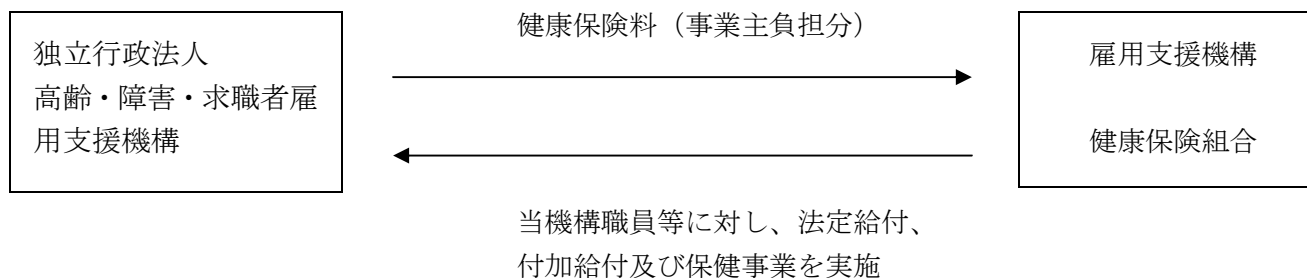 独立行政法人
高齢・障害・求職者雇
用支援機構
健康保険料（事業主負担分）
雇用支援機構
健康保険組合
当機構職員等に対し、法定給付、
付加給付及び保健事業を実施